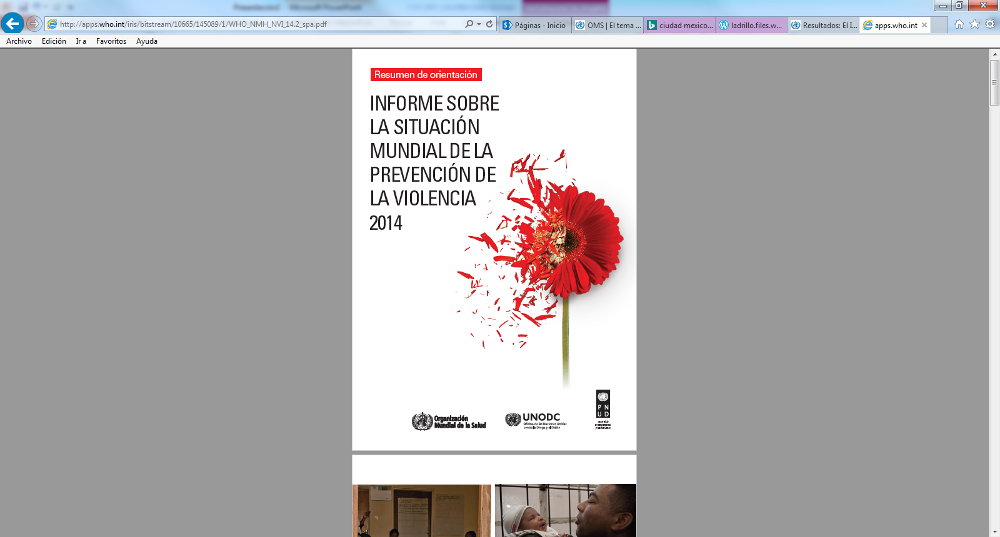 http://apps.who.int/iris/bitstream/10665/145089/1/WHO_NMH_NVI_14.2_spa.pdf
Páginas - Inicio
OMS | El tema ...
ciudad mexico...
ladrillo.files.w...
Resultados: El I...
apps.who.int
Archivo Edición Ir a Favoritos Ayuda
Resumen de orientación
INFORME SOBRE
LA SITUACIÓN
MUNDIAL DE LA
PREVENCIÓN DE
LA VIOLENCIA
2014
Organización
Mundial de la Salud
UNODC
Oficina de las Naciones Unidas
contra la Droga y el Delito
P N
U D